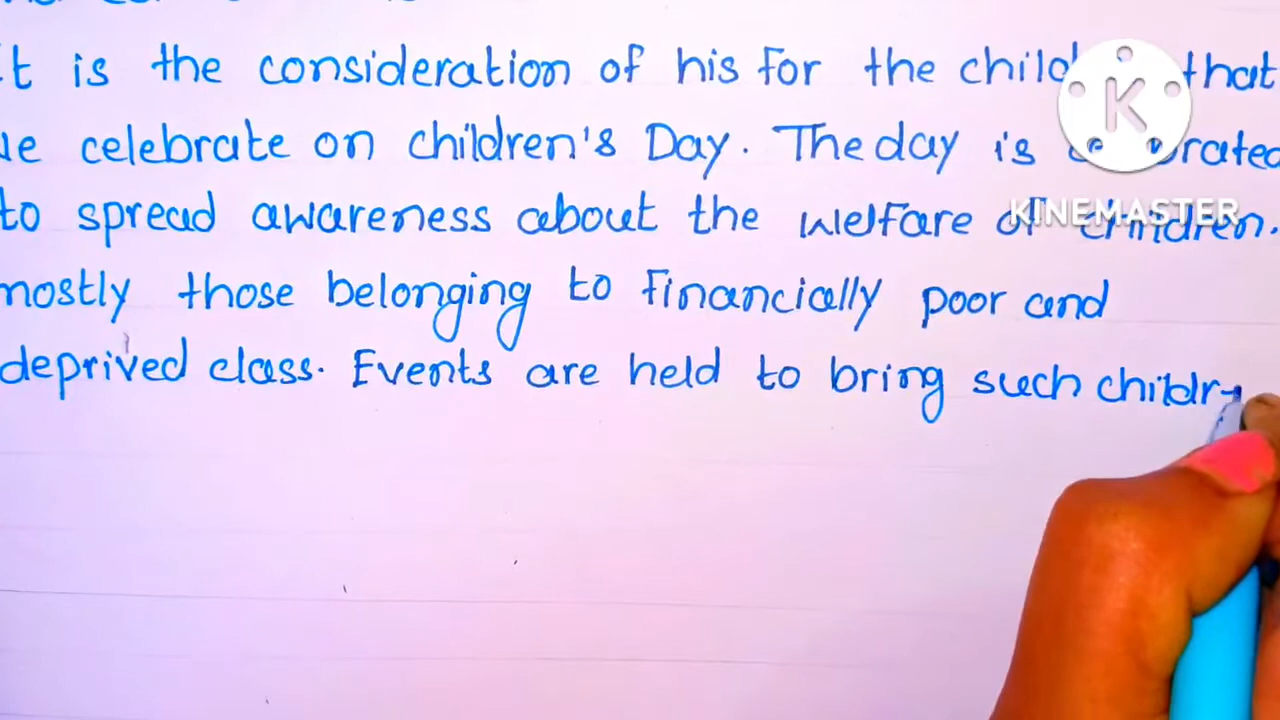 It is the consideration of his for the child that
we celebrate on children's Day. The day is
to spread awareness about the welfare of children.
mostly those belonging to financially poor and
deprived class. Events are held to bring such childr
K
KINEMASTER